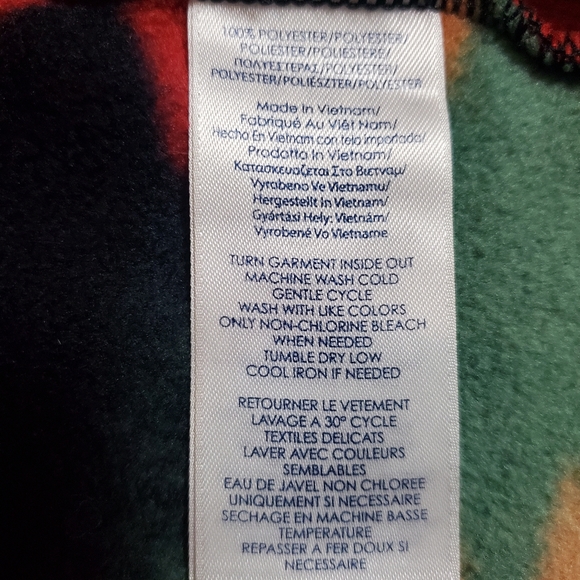 100% POLYESTER/POLYESTER/
POLIESTER/POLIESTERE/
ΠΟΛΥΕΣΤΕΡΑΣ/POLYESTER/
POLYESTER/POLIÉSZTER/POLYESTER
Made In Vietnam/
Fabriqué Au Viêt Nam/
Hecho En Vietnam con tela importada/
Prodotto In Vietnam/
Κατασκευαζεται Στο Βιετναμ/
Vyrobeno Ve Vietnamu/
Hergestellt in Vietnam/
Gyártási Hely: Vietnám/
Vyrobené Vo Vietname
TURN GARMENT INSIDE OUT
MACHINE WASH COLD
GENTLE CYCLE
WASH WITH LIKE COLORS
ONLY NON-CHLORINE BLEACH
WHEN NEEDED
TUMBLE DRY LOW
COOL IRON IF NEEDED
RETOURNER LE VETEMENT
LAVAGE A 30° CYCLE
TEXTILES DELICATS
LAVER AVEC COULEURS
SEMBLABLES
EAU DE JAVEL NON CHLOREE
UNIQUEMENT SI NECESSAIRE
SECHAGE EN MACHINE BASSE
TEMPERATURE
REPASSER A FER DOUX SI
NECESSAIRE